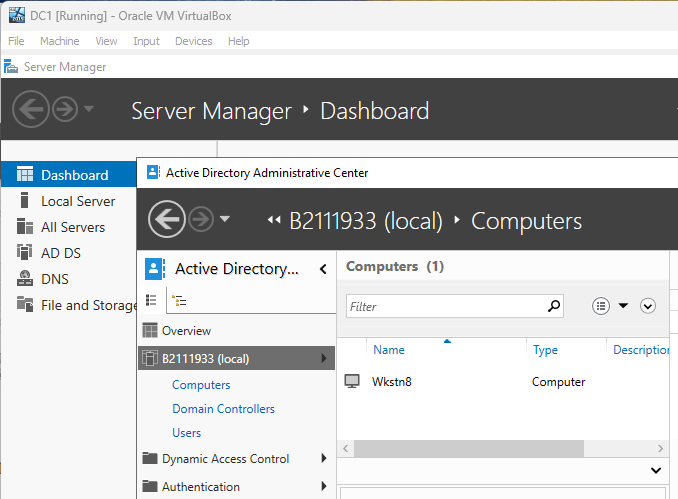 DC1 [Running] - Oracle VM VirtualBox
File Machine View Input Devices Help
Server Manager
Server Manager Dashboard
Dashboard
Local Server
All Servers
AD DS
DNS
File and Storage
Active Directory Administrative Center
B2111933 (local) Computers
Active Directory...
Overview
B2111933 (local)
Computers
Domain Controllers
Users
Dynamic Access Control
Authentication
Computers (1)
Filter
Name Type Description
Wkstn8 Computer